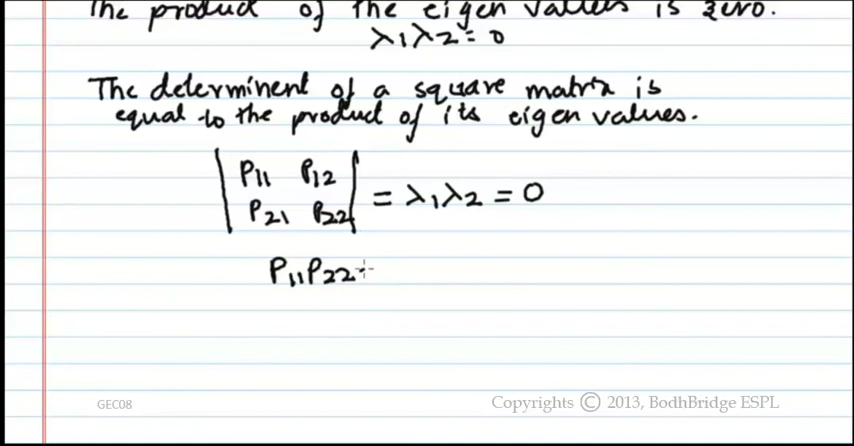 The product of the eigen values is zero.
λ1λ2=0
The determinent of a square matrix is
equal to the product of its eigen values.
P11 P12
P21 P22 = λ1λ2 = 0
P11P22-
GEC08
Copyrights © 2013, BodhBridge ESPL